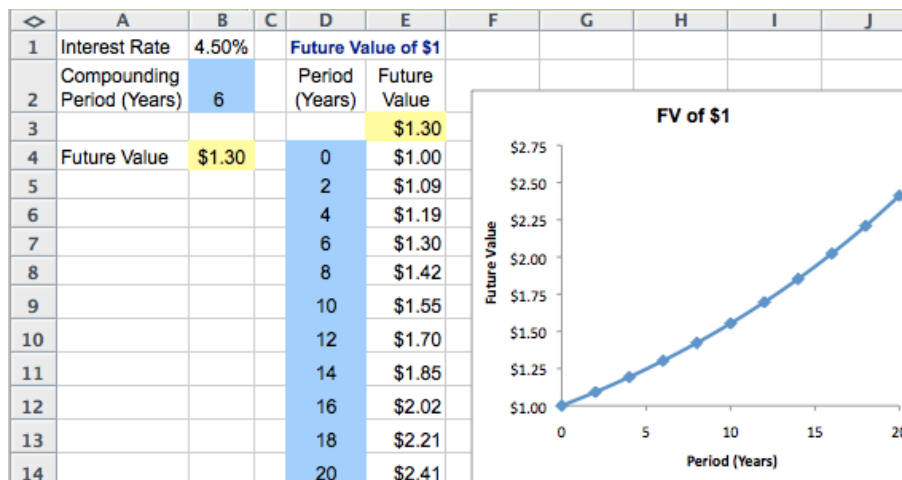 <> A B C D E F G H I J
1 Interest Rate 4.50% Future Value of $1
Compounding Period Future
2 Period (Years) 6 (Years) Value
3 $1.30
4 Future Value $1.30 0 $1.00
5 2 $1.09
6 4 $1.19
7 6 $1.30
8 8 $1.42
9 10 $1.55
10 12 $1.70
11 14 $1.85
12 16 $2.02
13 18 $2.21
14 20 $2.41
FV of $1
Future Value
$2.75
$2.50
$2.25
$2.00
$1.75
$1.50
$1.25
$1.00
0 5 10 15 20
Period (Years)